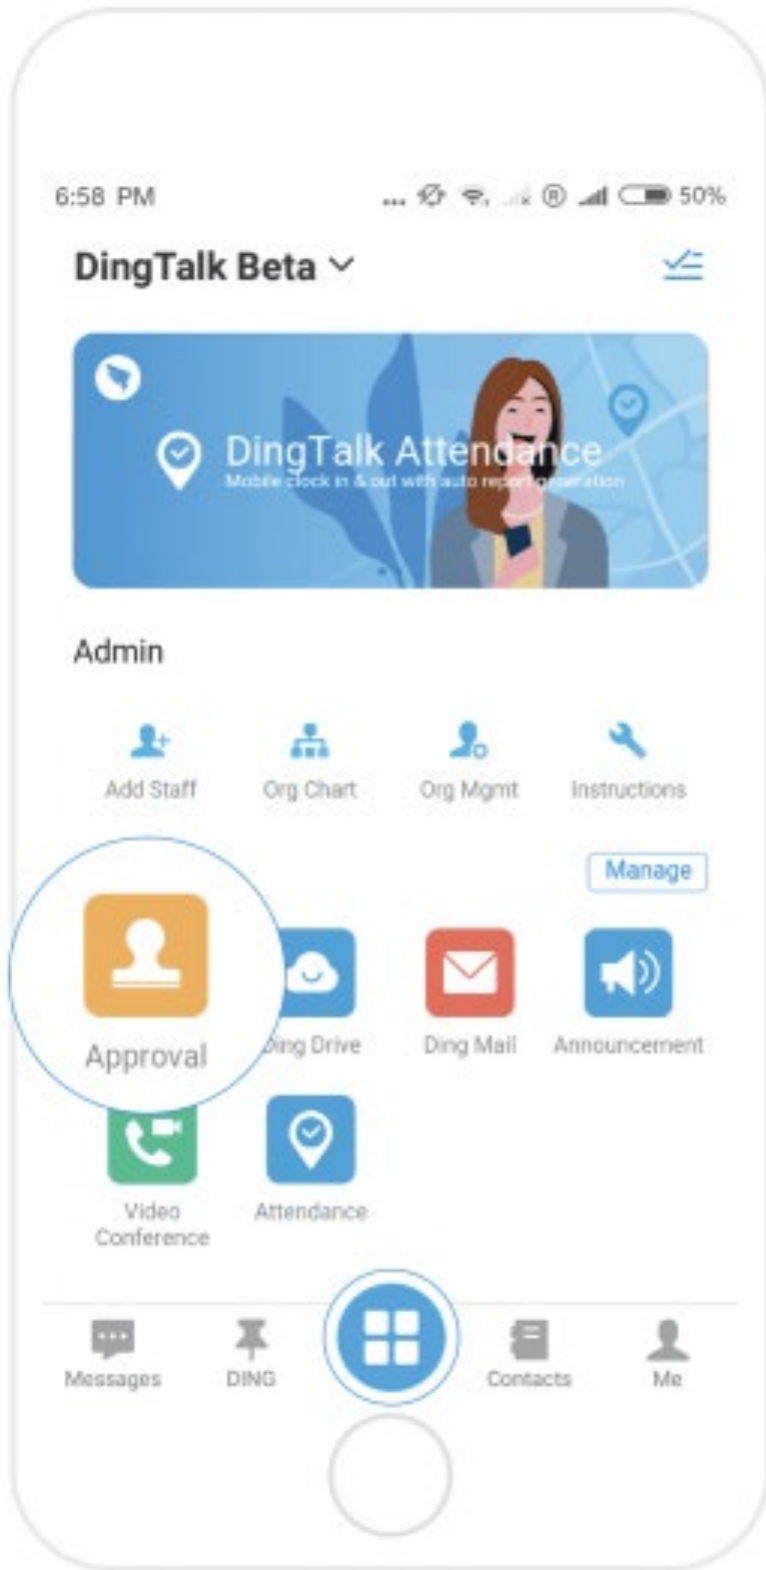 6:58 PM ... 50%
DingTalk Beta
DingTalk Attendance
Mobile clock in & out with auto report generation
Admin
Add Staff Org Chart Org Mgmt Instructions
Manage
Approval Ding Drive Ding Mail Announcement
Video
Conference
Attendance
Messages DING Contacts Me